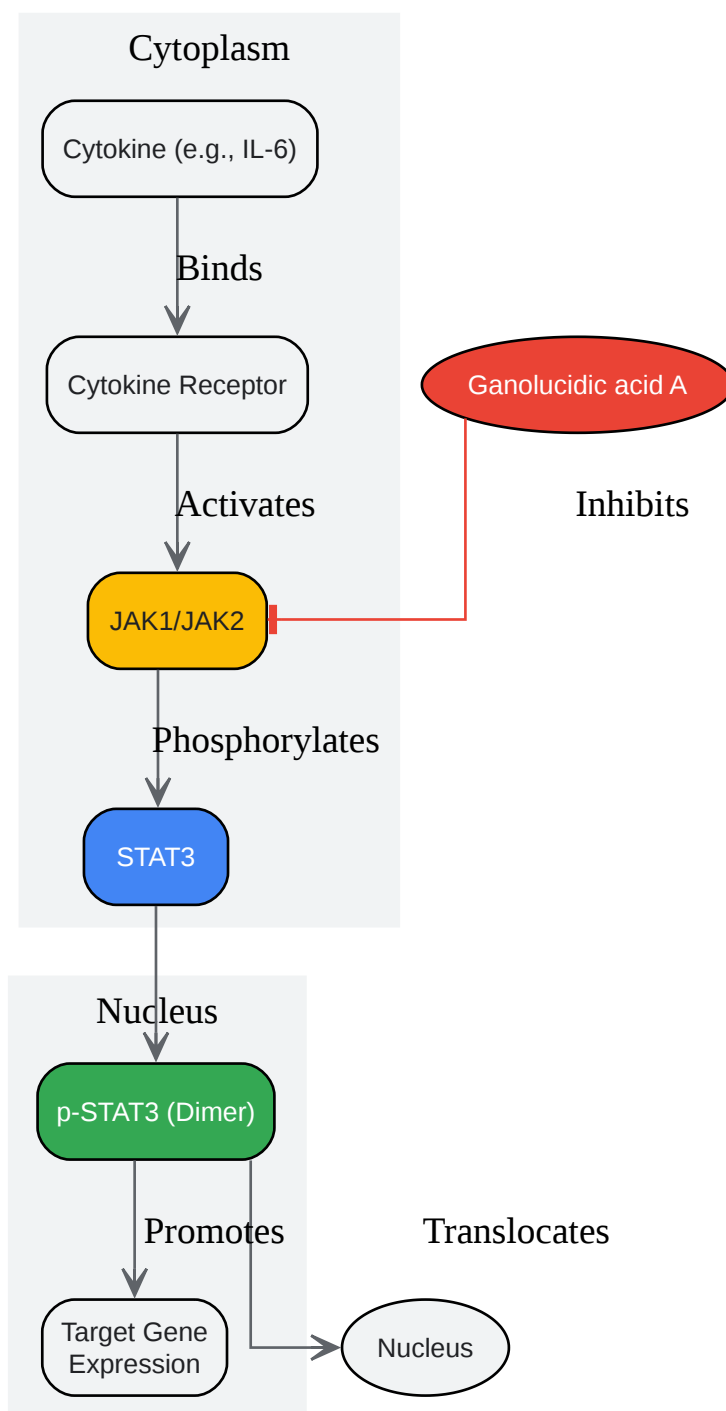 Cytoplasm
Cytokine (e.g., IL-6)
Binds
Cytokine Receptor
Ganolucidic acid A
Activates
Inhibits
JAK1/JAK2
Phosphorylates
STAT3
Nucleus
p-STAT3 (Dimer)
Promotes
Translocates
Target Gene
Expression
Nucleus